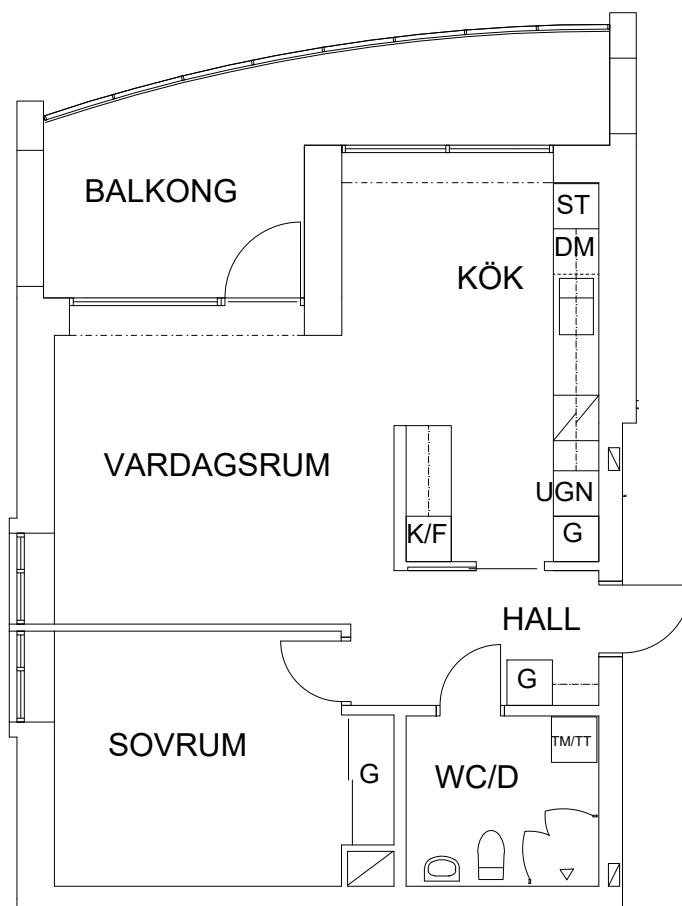 BALKONG
ST
DM
KÖK
VARDAGSRUM
UGN
K/F
G
HALL
G
SOVRUM
TM/TT
G
WC/D